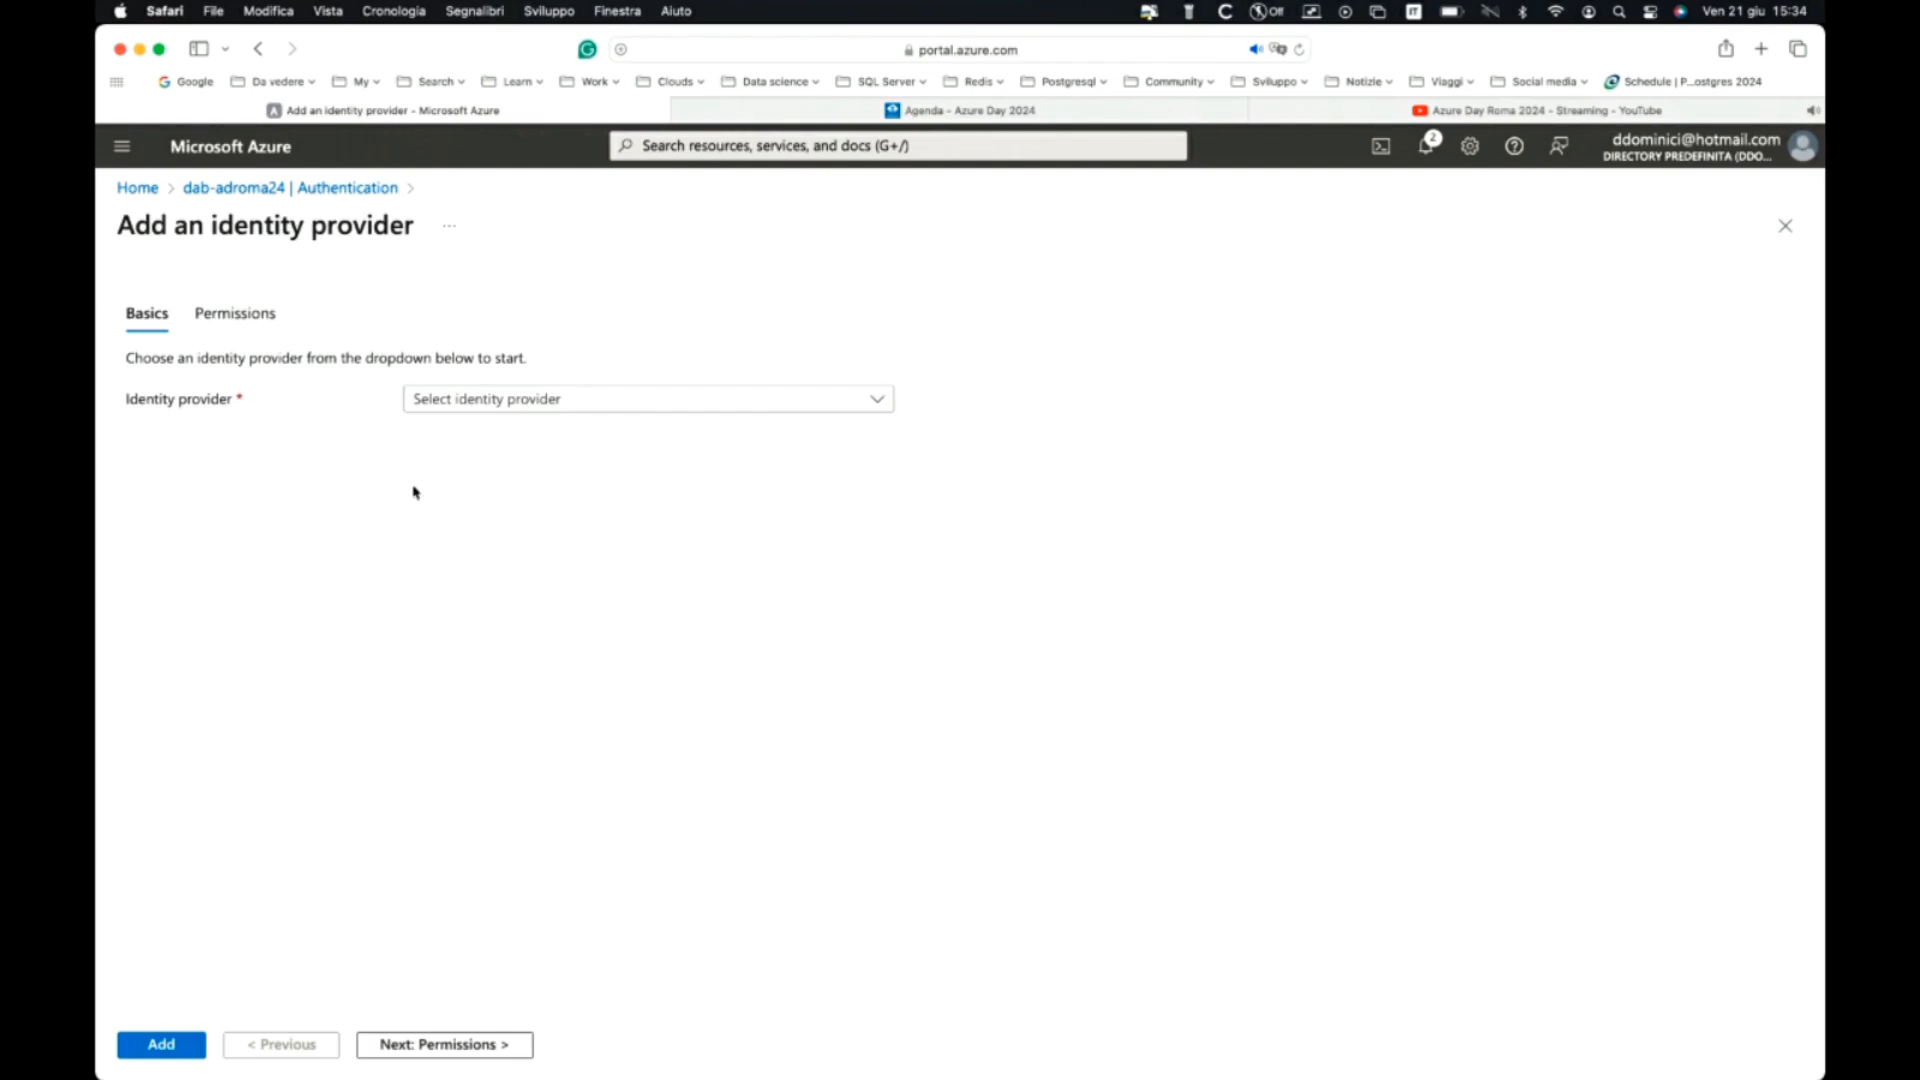 Safari File Modifica Vista Cronologia Segnalibri Sviluppo Finestra Aiuto
Off IT Ven 21 giu 15:34
portal.azure.com
Google Da vedere My Search Learn Work Clouds Data science SQL Server Redis Postgresql Community Sviluppo Notizie Viaggi Social media Schedule | P...ostgres 2024
Add an identity provider - Microsoft Azure
Agenda - Azure Day 2024
Azure Day Roma 2024 - Streaming - YouTube
Microsoft Azure
Search resources, services, and docs (G+/)
2
ddominici@hotmail.com
DIRECTORY PREDEFINITA (DDO...
Home > dab-adroma24 | Authentication >
Add an identity provider ...
Basics Permissions
Choose an identity provider from the dropdown below to start.
Identity provider *
Select identity provider
Add
< Previous
Next: Permissions >